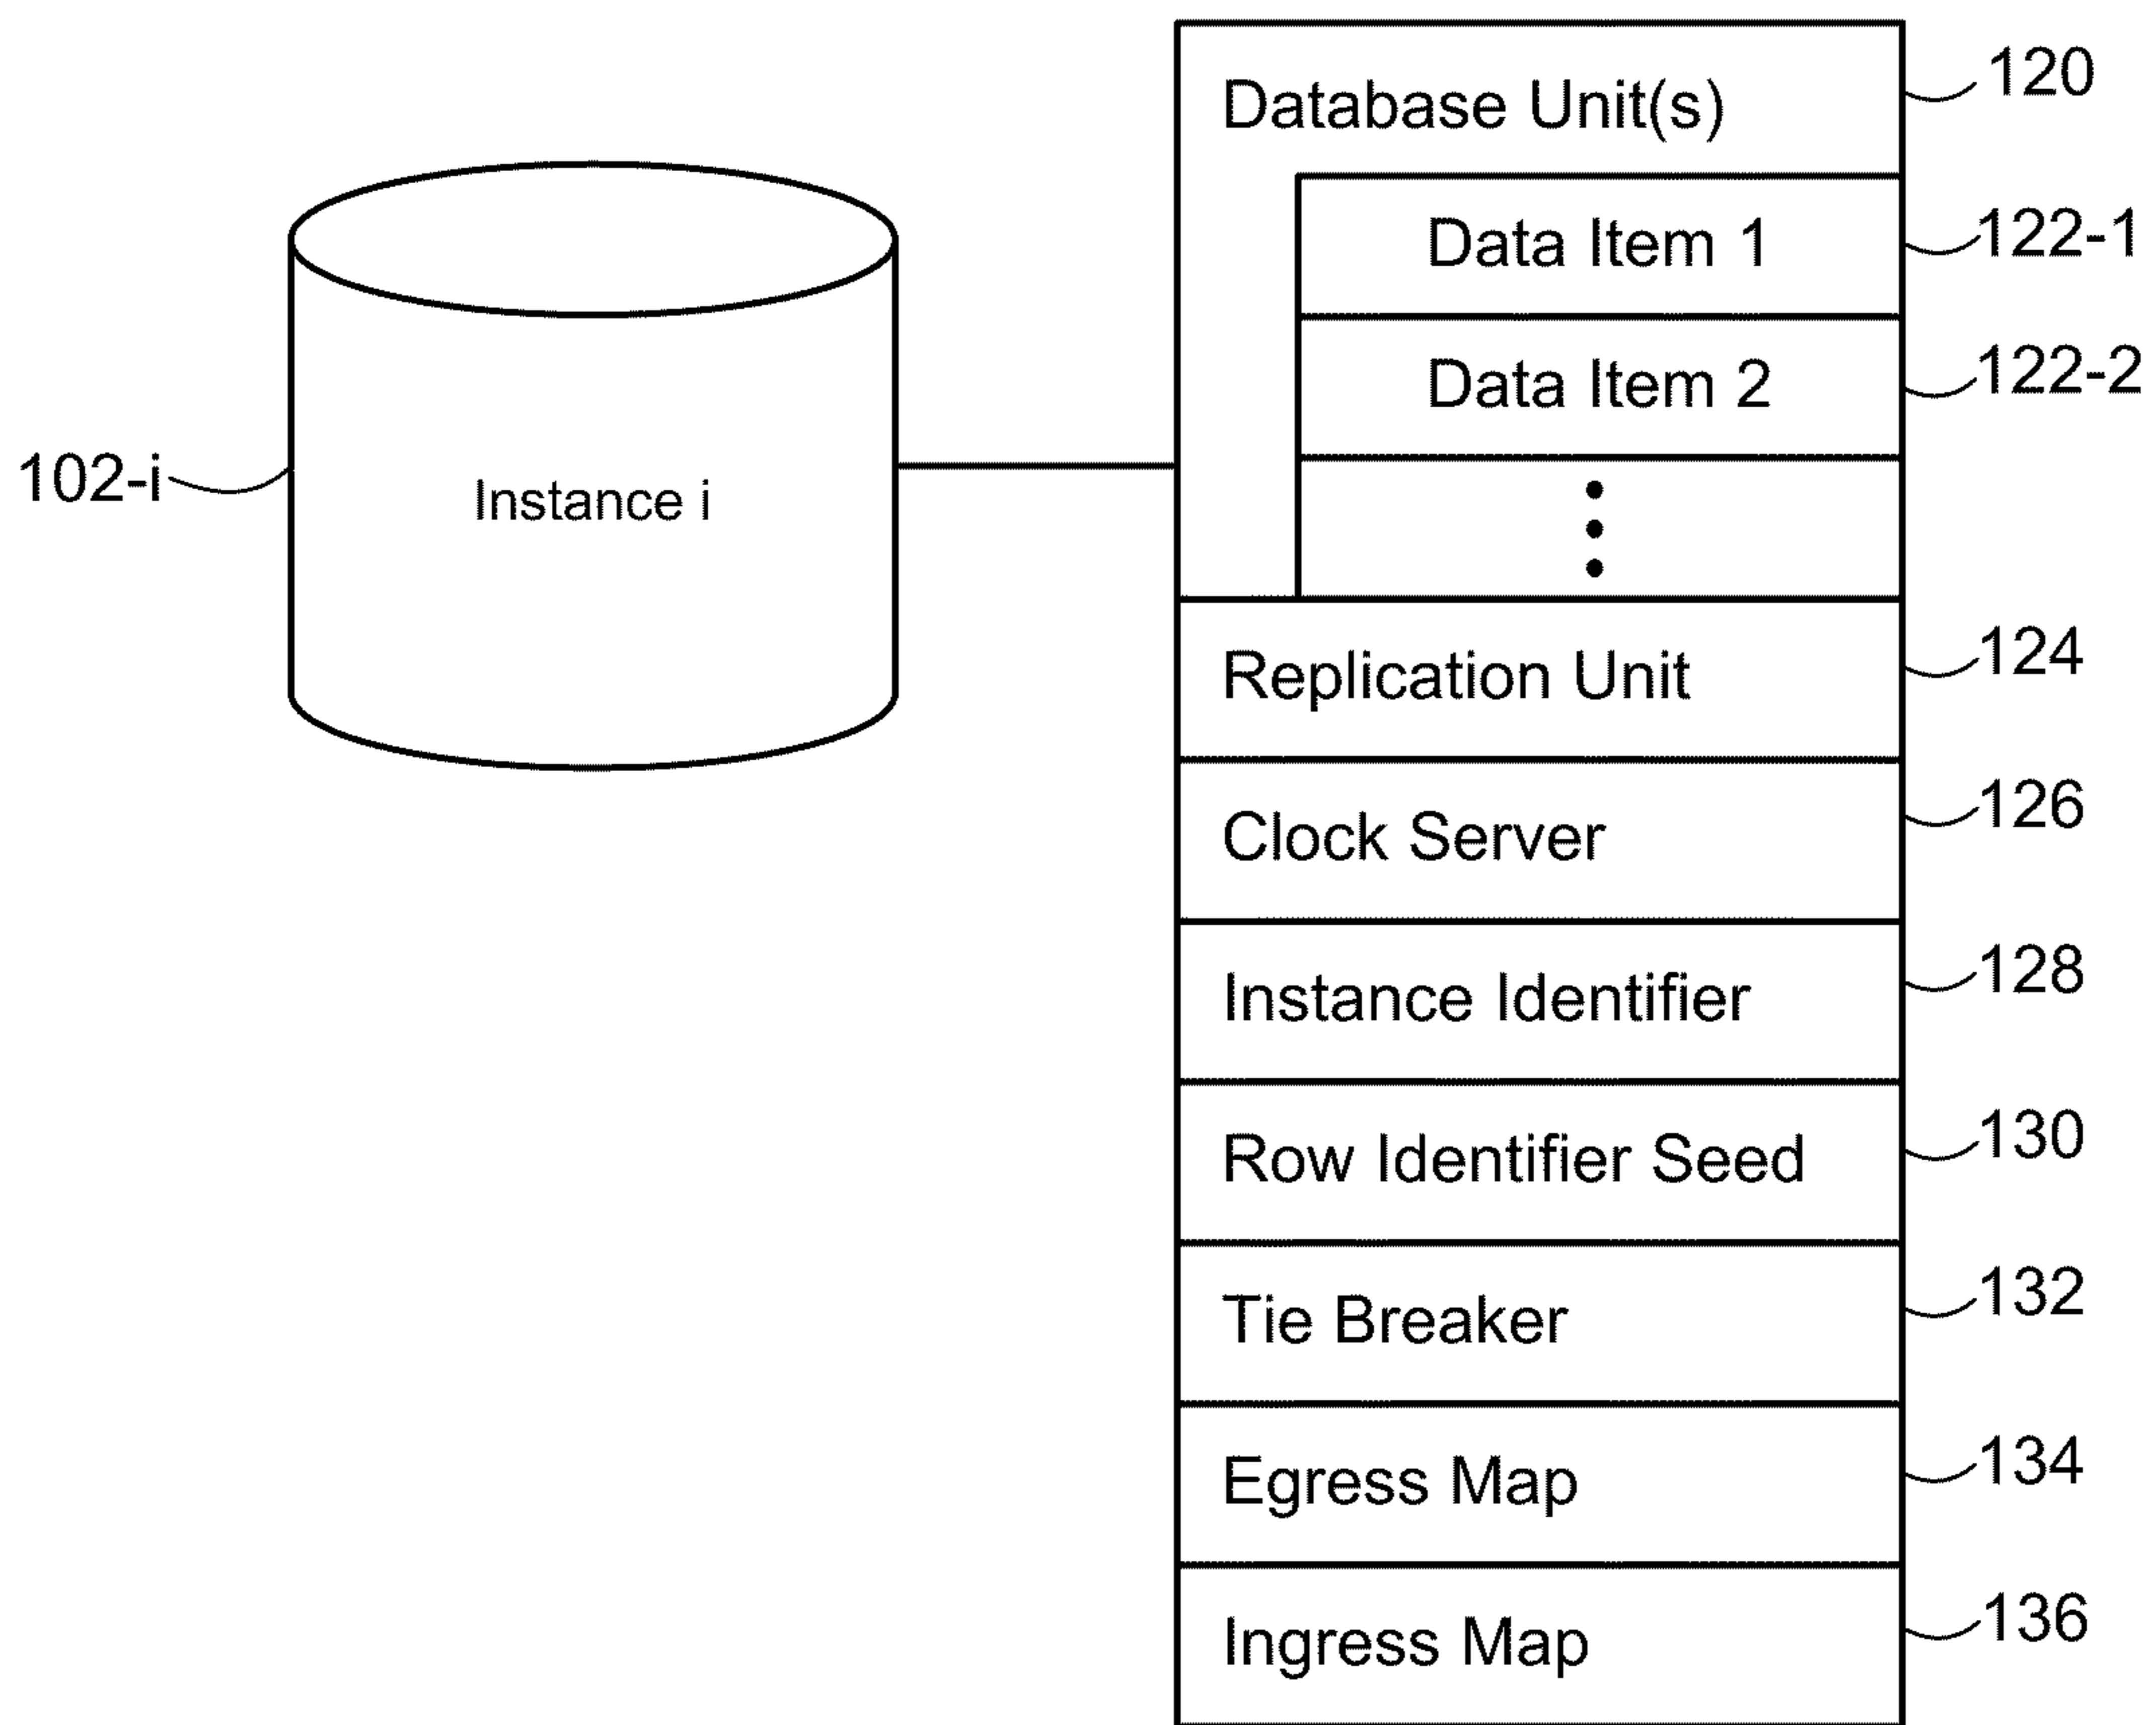 Database Unit(s) 120
Data Item 1 122-1
Data Item 2 122-2
102-i Instance i
Replication Unit 124
Clock Server 126
Instance Identifier 128
Row Identifier Seed 130
Tie Breaker 132
Egress Map 134
Ingress Map 136